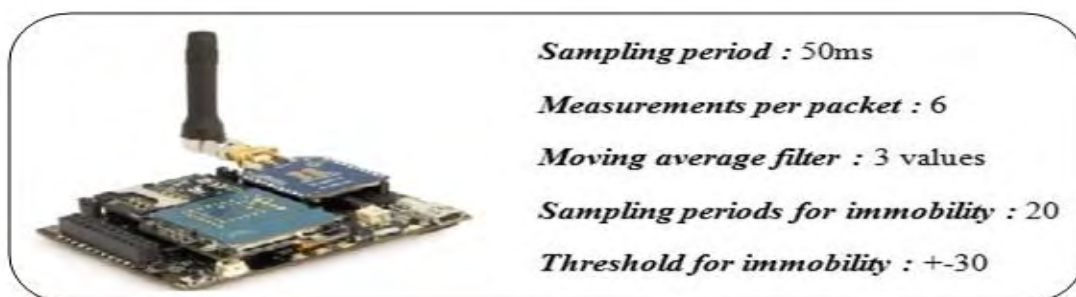 Sampling period : 50ms
Measurements per packet : 6
Moving average filter : 3 values
Sampling periods for immobility : 20
Threshold for immobility : +-30